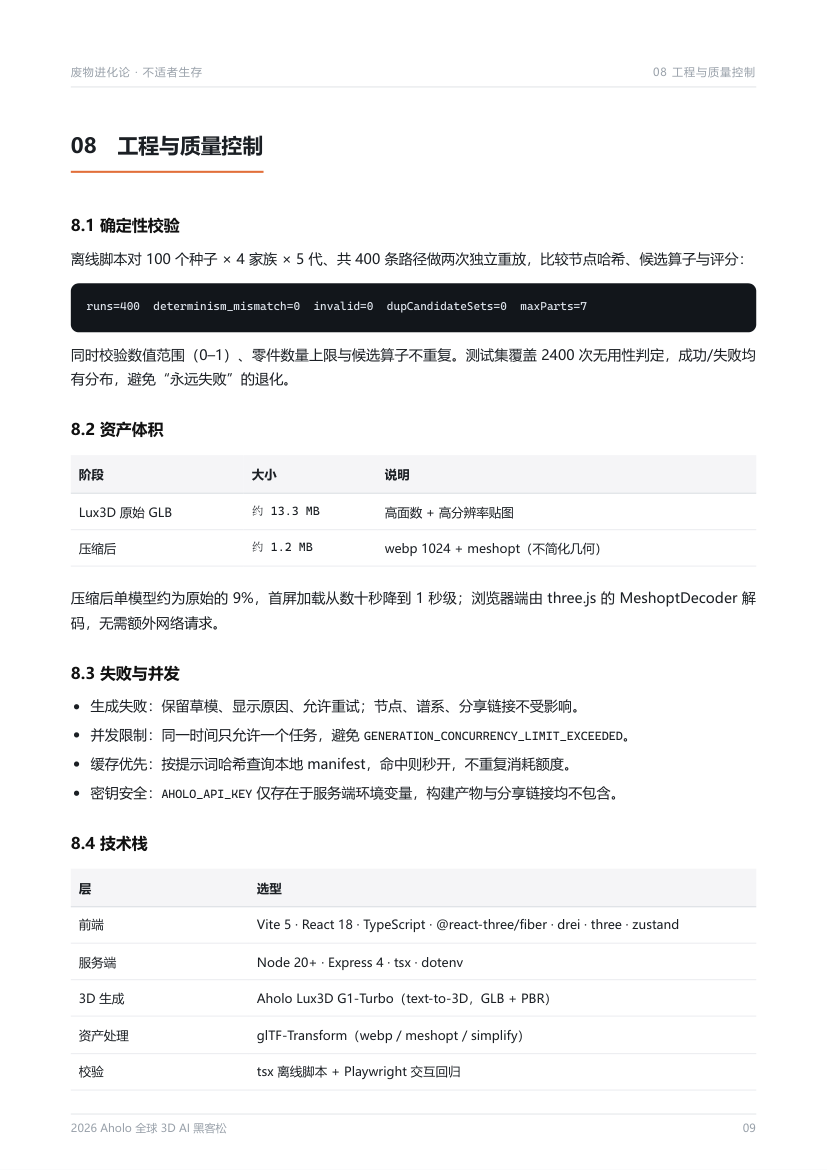 废物进化论 · 不适者生存
08 工程与质量控制
08 工程与质量控制
8.1 确定性校验
离线脚本对 100 个种子 × 4 家族 × 5 代、共 400 条路径做两次独立重放，比较节点哈希、候选算子与评分：
runs=400 determinism_mismatch=0 invalid=0 dupCandidateSets=0 maxParts=7
同时校验数值范围（0–1）、零件数量上限与候选算子不重复。测试集覆盖 2400 次无用性判定，成功/失败均
有分布，避免“永远失败”的退化。
8.2 资产体积
阶段 大小 说明
Lux3D 原始 GLB 约 13.3 MB 高面数 + 高分辨率贴图
压缩后 约 1.2 MB webp 1024 + meshopt（不简化几何）
压缩后单模型约为原始的 9%，首屏加载从数十秒降到 1 秒级；浏览器端由 three.js 的 MeshoptDecoder 解
码，无需额外网络请求。
8.3 失败与并发
• 生成失败：保留草模、显示原因、允许重试；节点、谱系、分享链接不受影响。
• 并发限制：同一时间只允许一个任务，避免 GENERATION_CONCURRENCY_LIMIT_EXCEEDED。
• 缓存优先：按提示词哈希查询本地 manifest，命中则秒开，不重复消耗额度。
• 密钥安全：AHOLO_API_KEY 仅存在于服务端环境变量，构建产物与分享链接均不包含。
8.4 技术栈
层 选型
前端 Vite 5 · React 18 · TypeScript · @react-three/fiber · drei · three · zustand
服务端 Node 20+ · Express 4 · tsx · dotenv
3D 生成 Aholo Lux3D G1-Turbo（text-to-3D，GLB + PBR）
资产处理 glTF-Transform（webp / meshopt / simplify）
校验 tsx 离线脚本 + Playwright 交互回归
2026 Aholo 全球 3D AI 黑客松
09